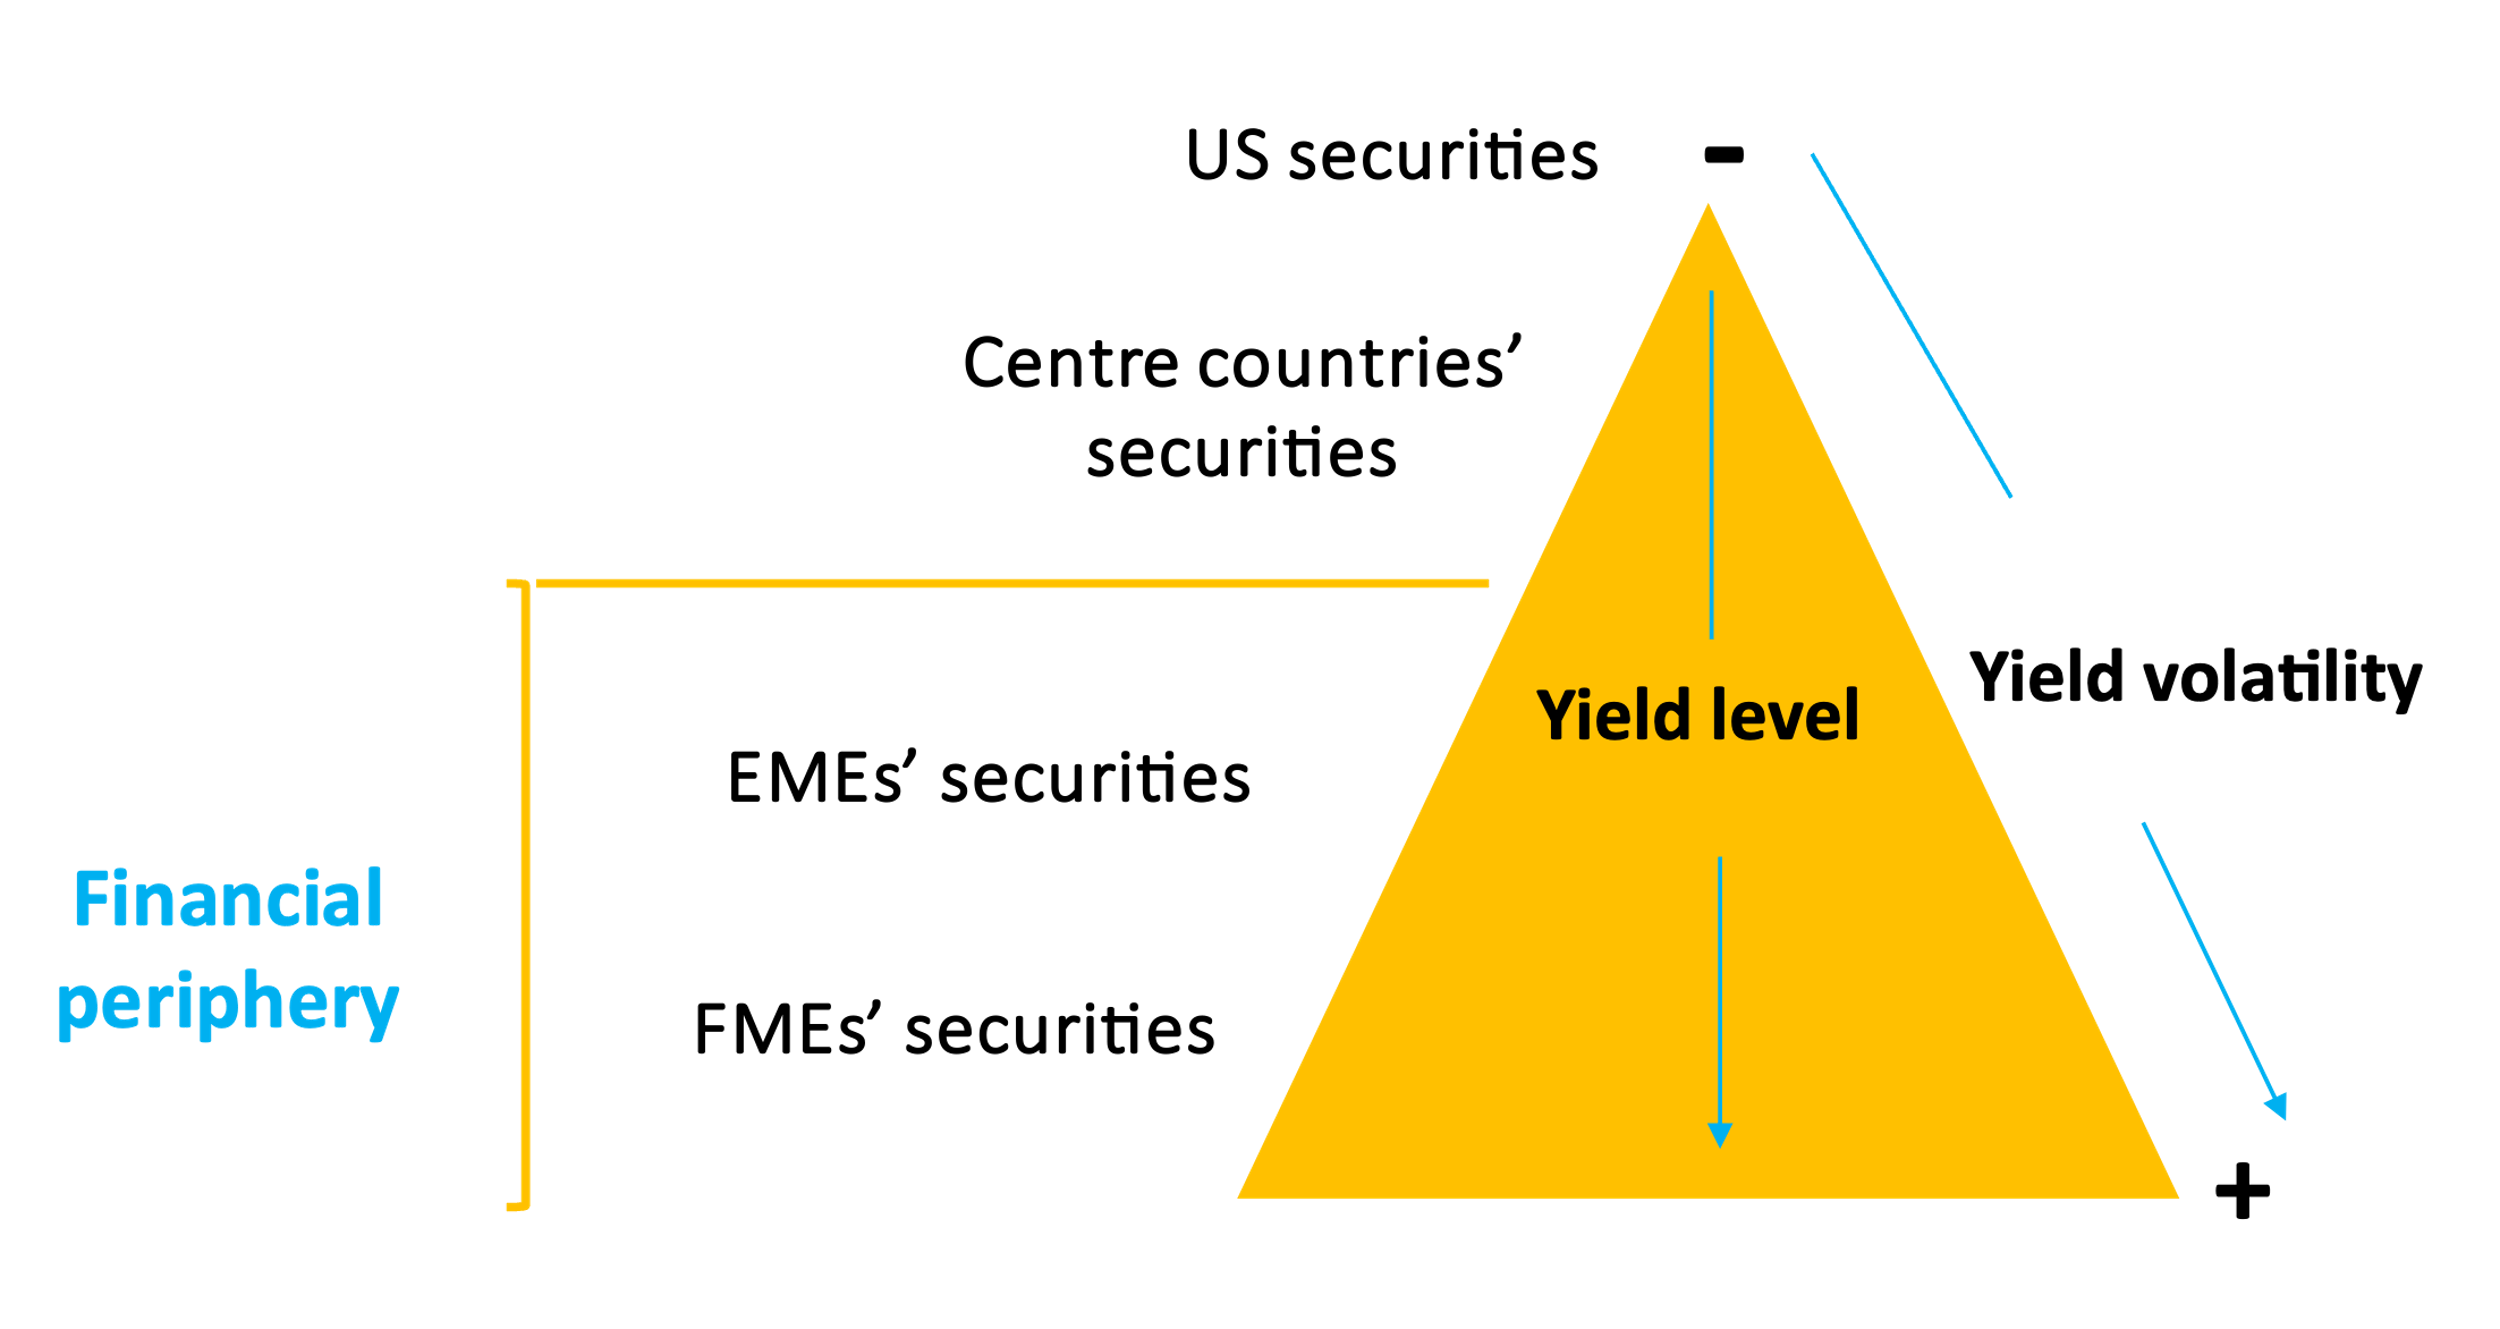 US securities -
Centre countries’
securities
Yield volatility
Yield level
EMEs’ securities
Financial
periphery
FMEs’ securities
+